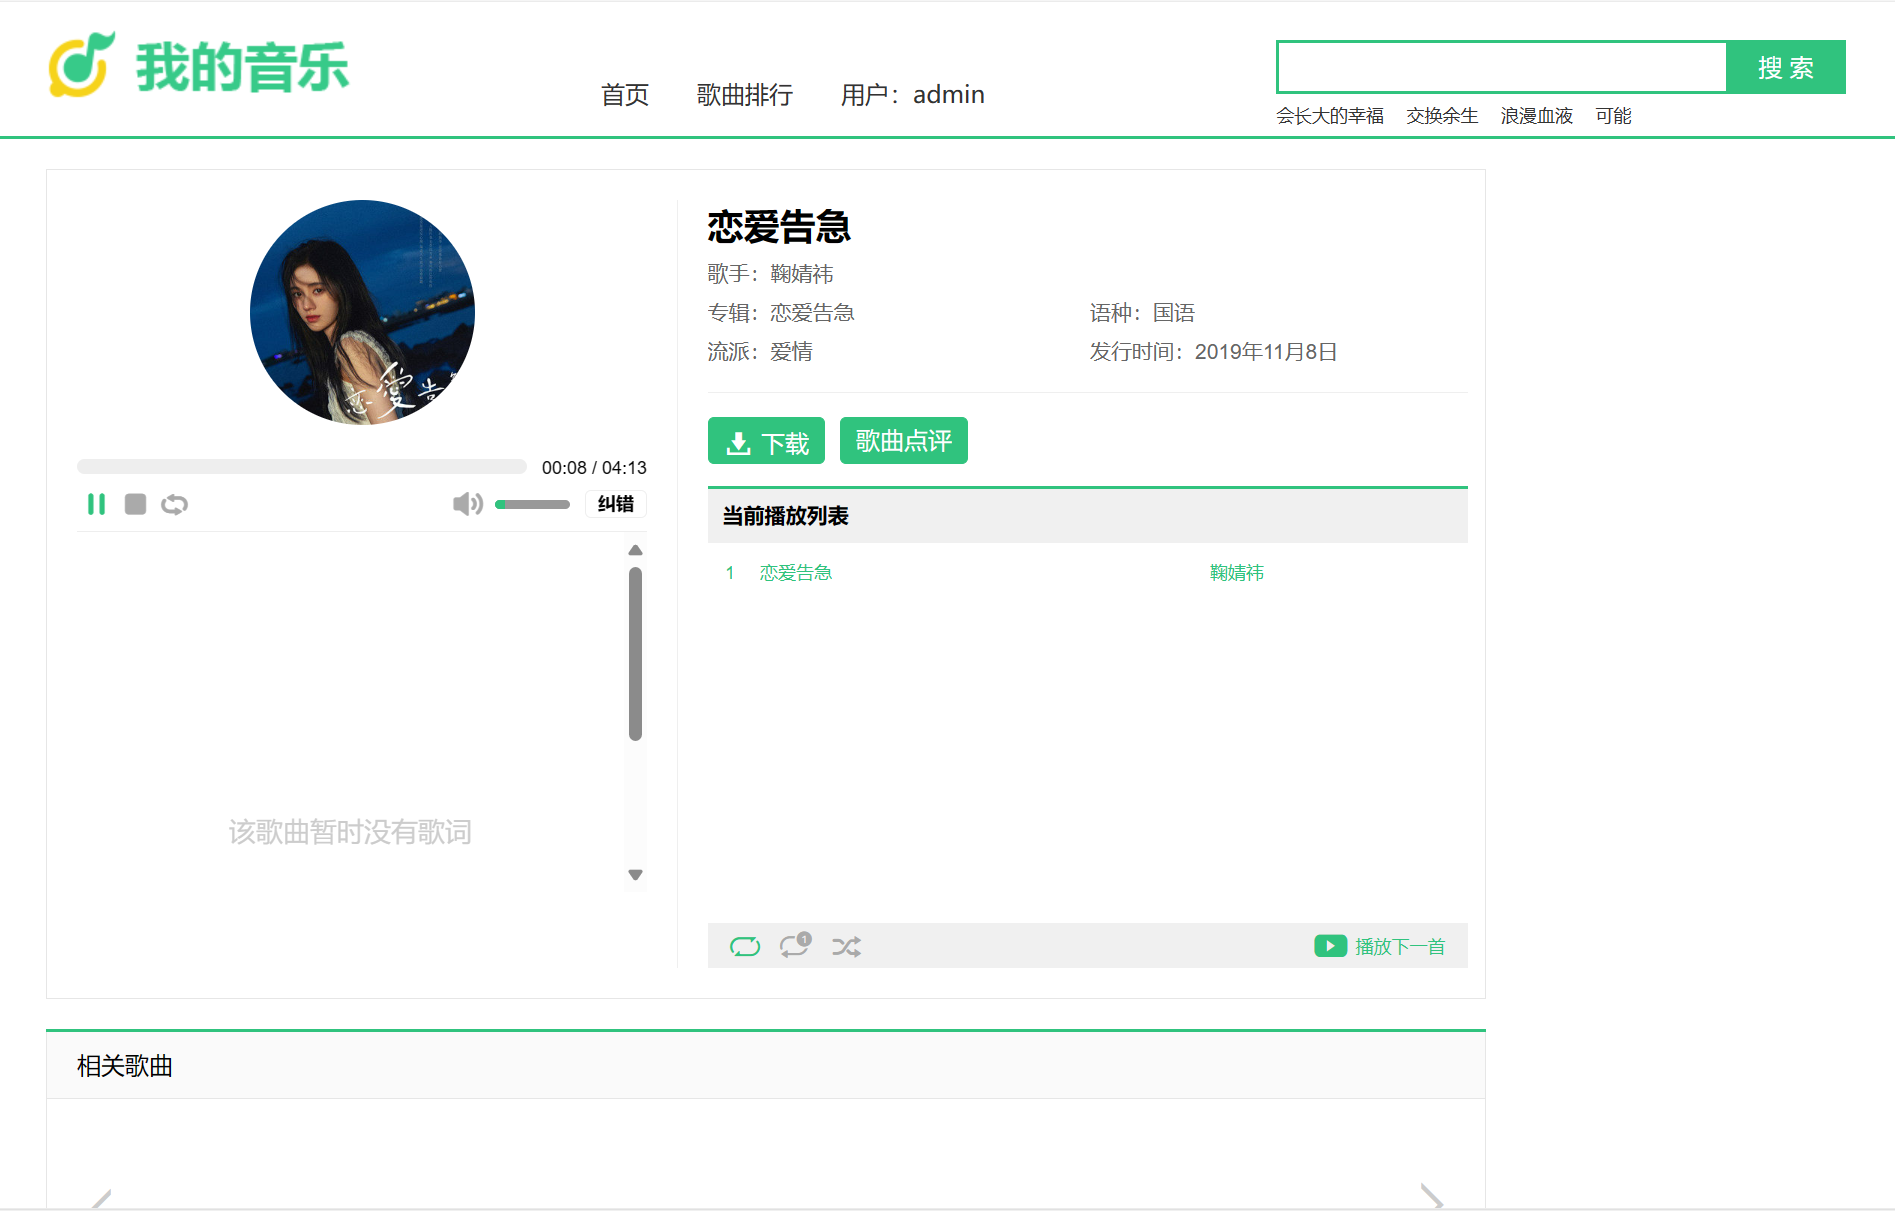 我的音乐
首页 歌曲排行 用户：admin
搜 索
会长大的幸福 交换余生 浪漫血液 可能
恋爱告急
歌手：鞠婧祎
专辑：恋爱告急 语种：国语
流派：爱情 发行时间：2019年11月8日
恋愛告
00:08 / 04:13
纠错
该歌曲暂时没有歌词
下载 歌曲点评
当前播放列表
1 恋爱告急 鞠婧祎
1
播放下一首
相关歌曲